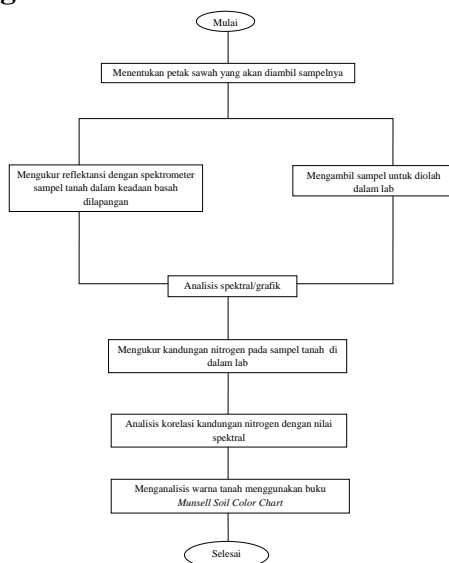 Mulai
Menentukan petak sawah yang akan diambil sampelnya
Mengukur reflektansi dengan spektrometer
sampel tanah dalam keadaan basah
dilapangan
Mengambil sampel untuk diolah
dalam lab
Analisis spektral/grafik
Mengukur kandungan nitrogen pada sampel tanah di
dalam lab
Analisis korelasi kandungan nitrogen dengan nilai
spektral
Menganalisis warna tanah menggunakan buku
Munsell Soil Color Chart
Selesai